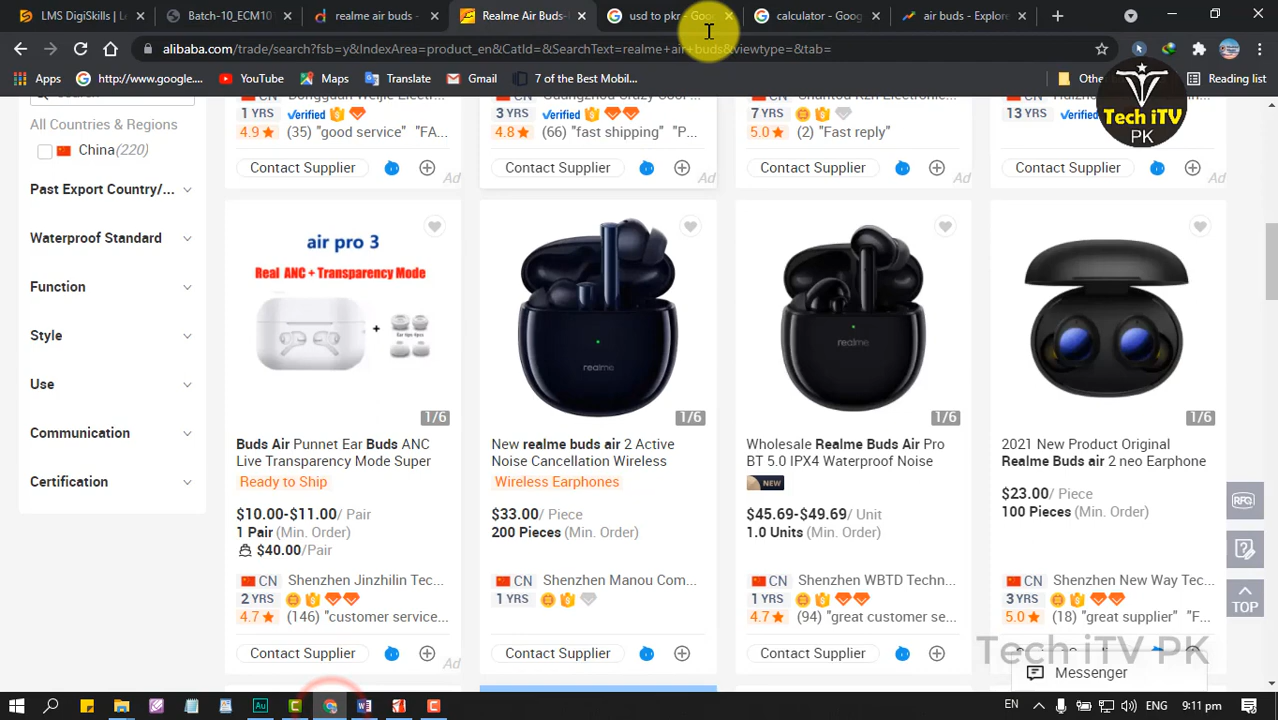 LMS DigiSkills | L
Batch-10_ECM10
realme air buds -
Realme Air Buds-
usd to pkr - Goo
calculator - Goog
air buds - Explore
alibaba.com/trade/search?fsb=y&IndexArea=product_en&CatId=&SearchText=realme+air+buds&viewtype=&tab=
Apps
http://www.google....
YouTube
MAPS
Translate
Gmail
7 of the Best Mobil...
Othe
Reading list
Tech iTV
PK
All Countries & Regions
China(220)
Past Export Country/...
Waterproof Standard
Function
Style
Use
Communication
Certification
1 YRS Verified
4.9 (35) "good service" "FA...
Contact Supplier
Ad
3 YRS Verified
4.8 (66) "fast shipping" "P...
Contact Supplier
Ad
7 YRS
5.0 (2) "Fast reply"
Contact Supplier
Ad
13 YRS
Contact Supplier
Ad
air pro 3
Real ANC + Transparency Mode
+
1/6
Buds Air Punnet Ear Buds ANC
Live Transparency Mode Super
Ready to Ship
$10.00-$11.00/ Pair
1 Pair (Min. Order)
$40.00/Pair
CN Shenzhen Jinzhilin Tec...
2 YRS
4.7 (146) "customer service...
Contact Supplier
Ad
realme
1/6
New realme buds air 2 Active
Noise Cancellation Wireless
Wireless Earphones
$33.00/ Piece
200 Pieces (Min. Order)
CN Shenzhen Manou Com...
1 YRS
Contact Supplier
realme
1/6
Wholesale Realme Buds Air Pro
BT 5.0 IPX4 Waterproof Noise
NEW
$45.69-$49.69/ Unit
1.0 Units (Min. Order)
CN Shenzhen WBTD Techn...
1 YRS
4.7 (94) "great customer se...
Contact Supplier
1/6
2021 New Product Original
Realme Buds air 2 neo Earphone
$23.00/ Piece
100 Pieces (Min. Order)
CN Shenzhen New Way Tec...
3 YRS
5.0 (18) "great supplier" "F...
RFQ
TOP
Tech iTV PK
Messenger
EN
9:11 pm